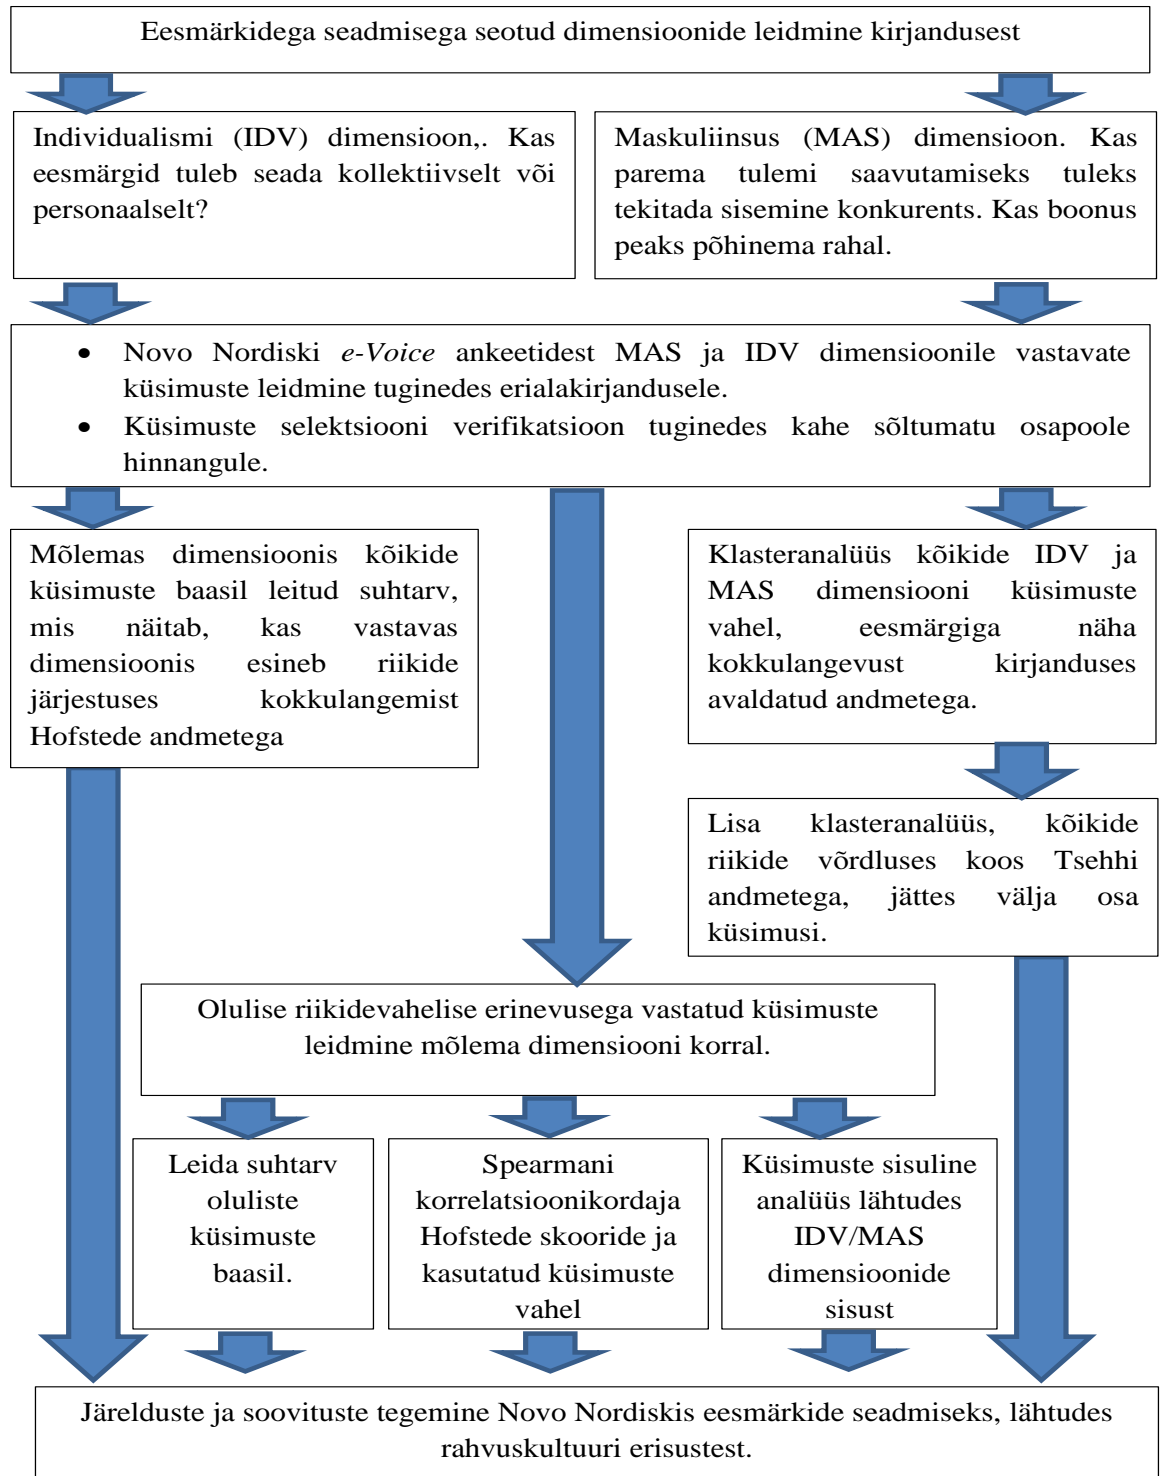 Eesmärkidega seadmisega seotud dimensioonide leidmine kirjandusest
Individualismi (IDV) dimensioon,. Kas
eesmärgid tuleb seada kollektiivselt või
personaalselt?
Maskuliinsus (MAS) dimensioon. Kas
parema tulemi saavutamiseks tuleks
tekitada sisemine konkurents. Kas boonus
peaks põhinema rahal.
• Novo Nordiski e-Voice ankeetidest MAS ja IDV dimensioonile vastavate
küsimuste leidmine tuginedes erialakirjandusele.
• Küsimuste selektsiooni verifikatsioon tuginedes kahe sõltumatu osapoole
hinnangule.
Mõlemas dimensioonis kõikide
küsimuste baasil leitud suhtarv,
mis näitab, kas vastavas
dimensioonis esineb riikide
järjestuses kokkulangemist
Hofstede andmetega
Klasteranalüüs kõikide IDV ja
MAS dimensiooni küsimuste
vahel, eesmärgiga näha
kokkulangevust kirjanduses
avaldatud andmetega.
Lisa klasteranalüüs, kõikide
riikide võrdluses koos Tsehhi
andmetega, jättes välja osa
küsimusi.
Olulise riikidevahelise erinevusega vastatud küsimuste
leidmine mõlema dimensiooni korral.
Leida suhtarv
oluliste
küsimuste
baasil.
Spearmani
korrelatsioonikordaja
Hofstede skooride ja
kasutatud küsimuste
vahel
Küsimuste sisuline
analüüs lähtudes
IDV/MAS
dimensioonide
sisust
Järelduste ja soovituste tegemine Novo Nordiskis eesmärkide seadmiseks, lähtudes
rahvuskultuuri erisustest.